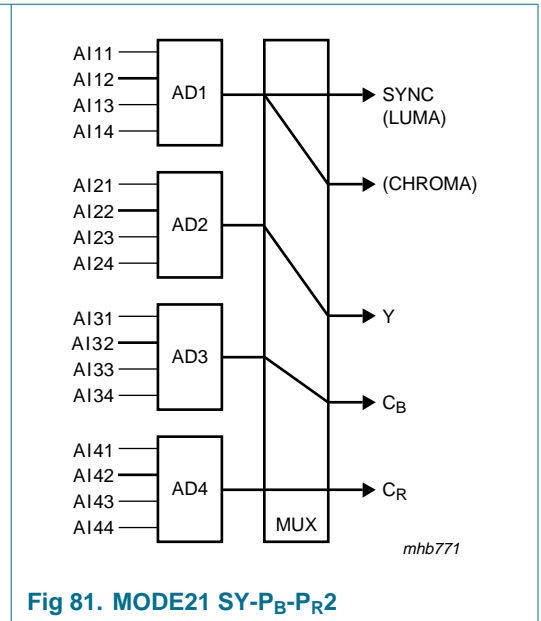 AI11
AI12
AI13
AI14
AD1
SYNC
(LUMA)
(CHROMA)
AI21
AI22
AI23
AI24
AD2
Y
AI31
AI32
AI33
AI34
AD3
CB
AI41
AI42
AI43
AI44
AD4
CR
MUX
mhb771
Fig 81. MODE21 SY-PB-PR2